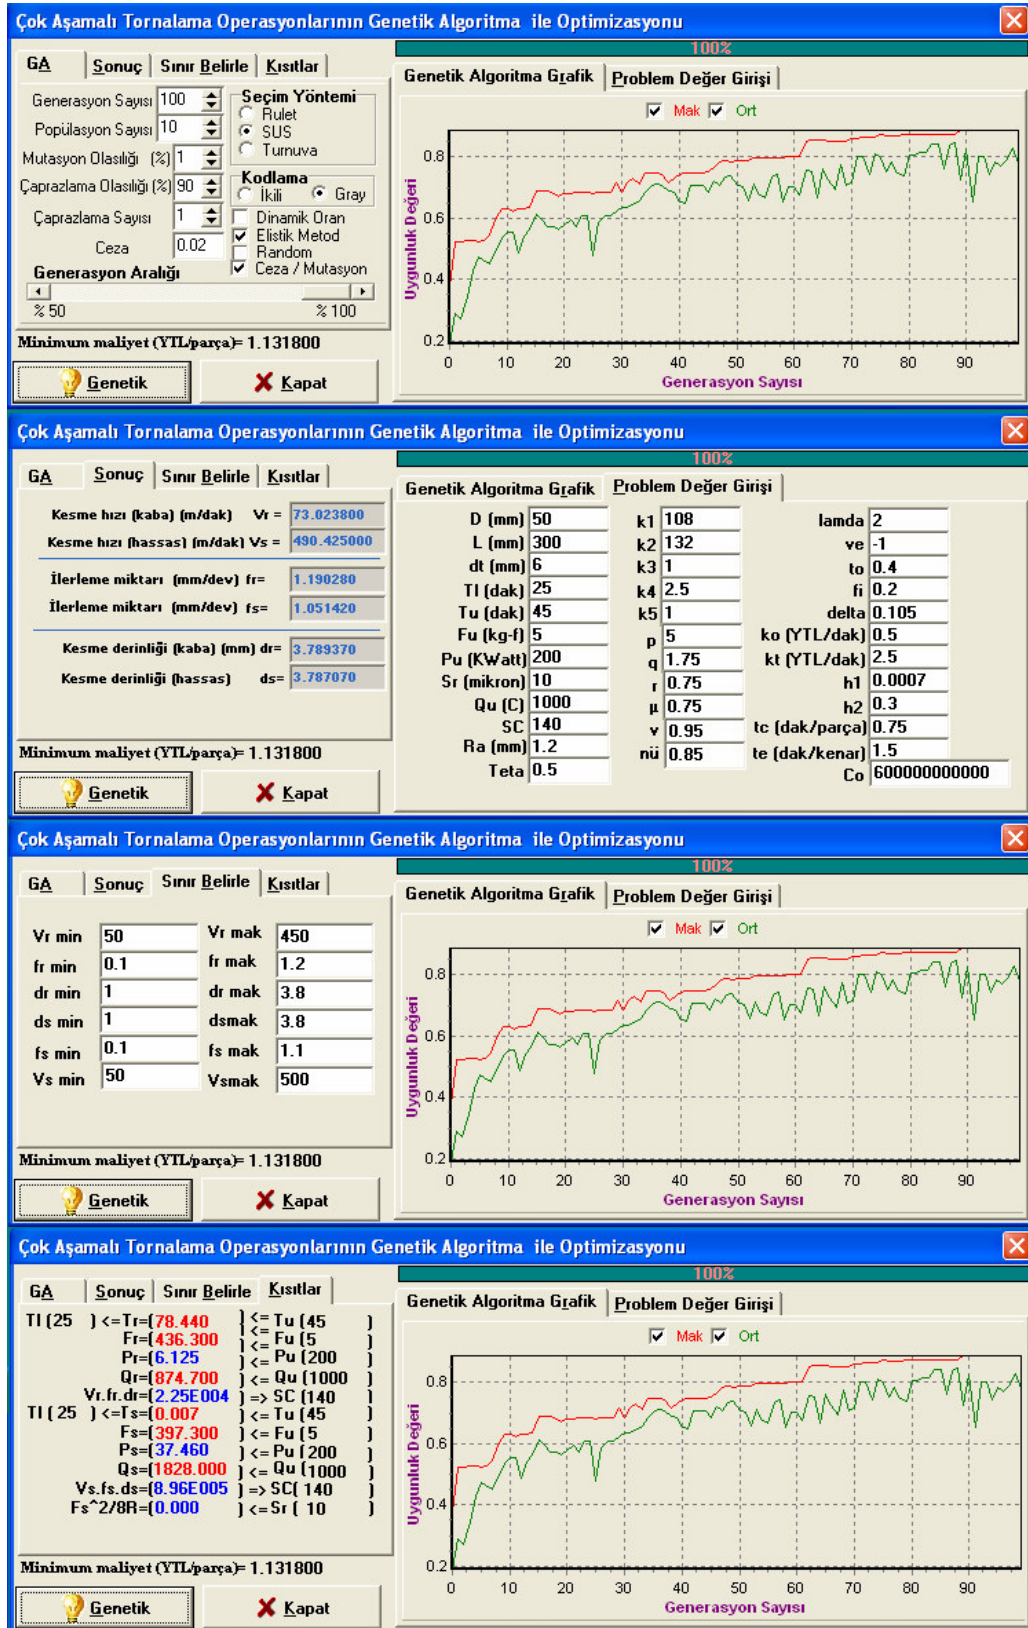 Çok Aşamalı Tornalama Operasyonlarının Genetik Algoritma ile Optimizasyonu
100%
GA Sonuç Sınır Belirle Kısıtlar
Genetik Algoritma Grafik Problem Değer Girişi
Generasyon Sayısı 100
Popülasyon Sayısı 10
Mutasyon Olasılığı (%) 1
Çaprazlama Olasılığı (%) 90
Çaprazlama Sayısı 1
Ceza 0.02
Seçim Yöntemi
Rulet
SUS
Turnuva
Kodlama
İkili Gray
Dinamik Oran
Elistik Metod
Random
Ceza / Mutasyon
Generasyon Aralığı
% 50 % 100
Minimum maliyet (YTL/parça)= 1.131800
Genetik Kapat
Mak Ort
Uygunluk Değeri
0.8
0.6
0.4
0.2
0 10 20 30 40 50 60 70 80 90
Generasyon Sayısı
Çok Aşamalı Tornalama Operasyonlarının Genetik Algoritma ile Optimizasyonu
100%
GA Sonuç Sınır Belirle Kısıtlar
Genetik Algoritma Grafik Problem Değer Girişi
Kesme hızı (kaba) (m/dak) Vr = 73.023800
Kesme hızı (hassas) (m/dak) Vs = 490.425000
İlerleme miktarı (mm/dev) fr= 1.190280
İlerleme miktarı (mm/dev) fs= 1.051420
Kesme derinliği (kaba) (mm) dr= 3.789370
Kesme derinliği (hassas) ds= 3.787070
Minimum maliyet (YTL/parça)= 1.131800
Genetik Kapat
D (mm) 50
L (mm) 300
dt (mm) 6
Tl (dak) 25
Tu (dak) 45
Fu (kg-f) 5
Pu (KWatt) 200
Sr (mikron) 10
Qu (C) 1000
SC 140
Ra (mm) 1.2
Teta 0.5
k1 108
k2 132
k3 1
k4 2.5
k5 1
p 5
q 1.75
r 0.75
µ 0.75
v 0.95
nü 0.85
lamda 2
ve -1
to 0.4
fi 0.2
delta 0.105
ko (YTL/dak) 0.5
kt (YTL/dak) 2.5
h1 0.0007
h2 0.3
tc (dak/parça) 0.75
te (dak/kenar) 1.5
Co 600000000000
Çok Aşamalı Tornalama Operasyonlarının Genetik Algoritma ile Optimizasyonu
100%
GA Sonuç Sınır Belirle Kısıtlar
Genetik Algoritma Grafik Problem Değer Girişi
Vr min 50 Vr mak 450
fr min 0.1 fr mak 1.2
dr min 1 dr mak 3.8
ds min 1 dsmak 3.8
fs min 0.1 fs mak 1.1
Vs min 50 Vsmak 500
Minimum maliyet (YTL/parça)= 1.131800
Genetik Kapat
Mak Ort
Uygunluk Değeri
0.8
0.6
0.4
0.2
0 10 20 30 40 50 60 70 80 90
Generasyon Sayısı
Çok Aşamalı Tornalama Operasyonlarının Genetik Algoritma ile Optimizasyonu
100%
GA Sonuç Sınır Belirle Kısıtlar
Genetik Algoritma Grafik Problem Değer Girişi
Tl (25 ) <=Tr=(78.440 ) <= Tu (45 )
Fr=(436.300 ) <= Fu (5 )
Pr=(6.125 ) <= Pu (200 )
Qr=(874.700 ) <= Qu (1000 )
Vr.fr.dr=(2.25E004 ) => SC (140 )
Tl ( 25 ) <=Ts=(0.007 ) <= Tu (45 )
Fs=(397.300 ) <= Fu (5 )
Ps=(37.460 ) <= Pu (200 )
Qs=(1828.000 ) <= Qu (1000 )
Vs.fs.ds=(8.96E005 ) => SC( 140 )
Fs^2/8R=(0.000 ) <=Sr ( 10 )
Minimum maliyet (YTL/parça)= 1.131800
Genetik Kapat
Mak Ort
Uygunluk Değeri
0.8
0.6
0.4
0.2
0 10 20 30 40 50 60 70 80 90
Generasyon Sayısı